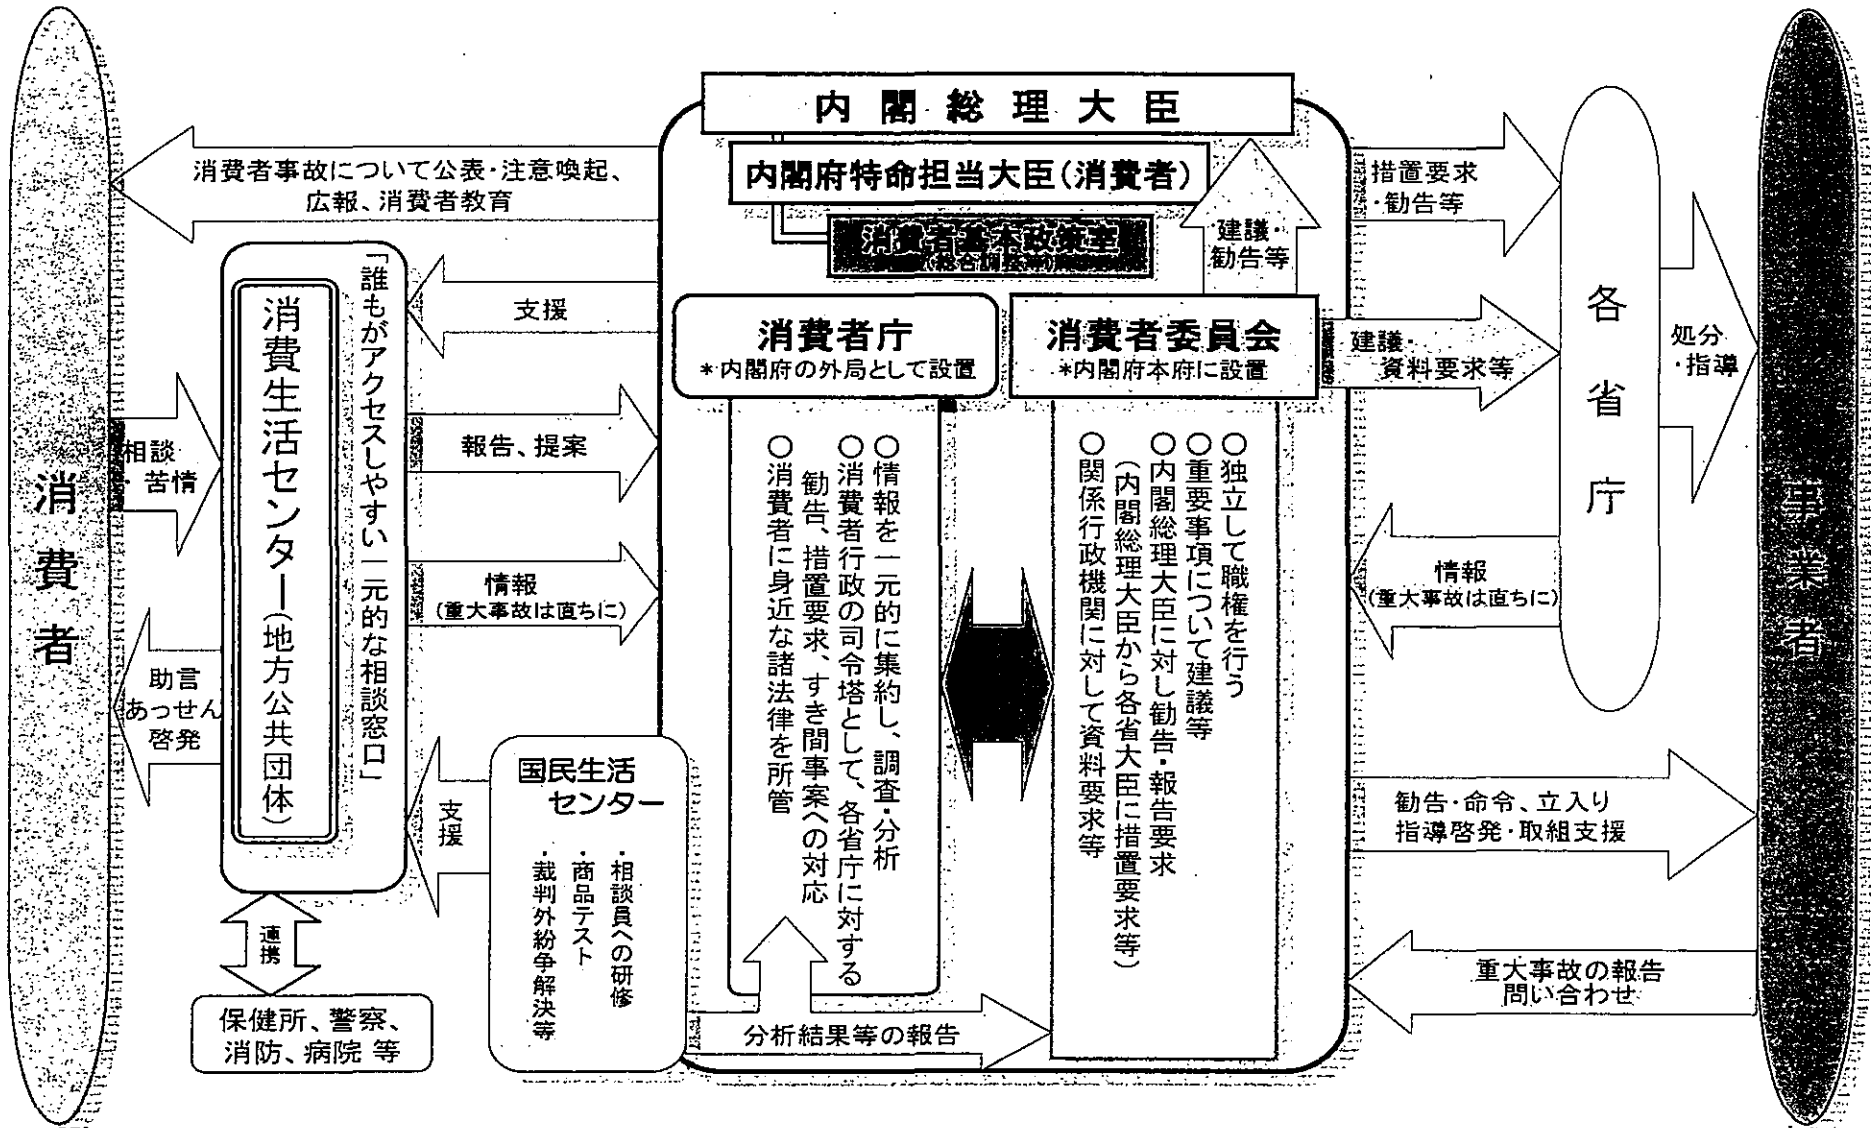 内閣総理大臣
内閣府特命担当大臣(消費者)
消費者基本政策室
(総合調整等)
建議・
勧告等
消費者事故について公表・注意喚起、
広報、消費者教育
措置要求
・勧告等
支援
消費者庁
*内閣府の外局として設置
消費者委員会
*内閣府本府に設置
建議・
資料要求等
各省庁
処分
・指導
消費者
相談
・苦情
「誰もがアクセスしやすい一元的な相談窓口」
消費生活センター(地方公共団体)
報告、提案
情報
(重大事故は直ちに)
助言
あっせん
啓発
○情報を一元的に集約し、調査・分析
○消費者行政の司令塔として、各省庁に対する
勧告、措置要求、すき間事案への対応
○消費者に身近な諸法律を所管
○独立して職権を行う
○重要事項について建議等
○内閣総理大臣に対し勧告・報告要求
(内閣総理大臣から各省大臣に措置要求等)
○関係行政機関に対して資料要求等
情報
(重大事故は直ちに)
事業者
国民生活
センター
・相談員への研修
・商品テスト
・裁判外紛争解決等
支援
勧告・命令、立入り
指導啓発・取組支援
連携
保健所、警察、
消防、病院 等
分析結果等の報告
重大事故の報告
問い合わせ